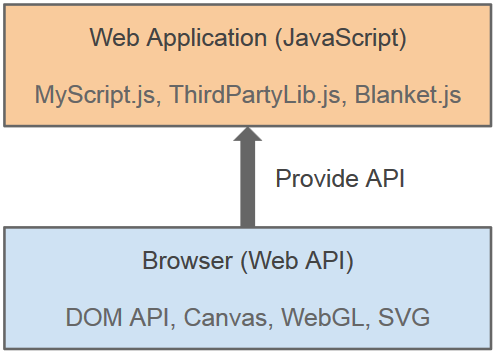 Web Application (JavaScript)
MyScript.js, ThirdPartyLib.js, Blanket.js
Provide API
Browser (Web API)
DOM API, Canvas, WebGL, SVG